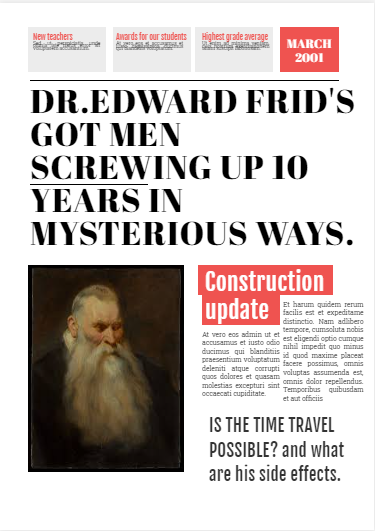 New teachers
Awards for our students
Highest grade average
MARCH
2001
DR.EDWARD FRID'S
GOT MEN
SCREWING UP 10
YEARS IN
MYSTERIOUS WAYS.
Construction
update
At vero eos admin ut et
accusamus et iusto odio
ducimus qui blanditiis
praesentium voluptatum
deleniti atque corrupti
quos dolores et quasam
molestias excepturi sint
occaecati cupiditate.
Et harum quidem rerum
facilis est et expeditame
distinctio. Nam adlibero
tempore, cumsoluta nobis
est eligendi optio cumque
nihil impedit quo minus
id quod maxime placeat
facere possimus, omnis
voluptas assumenda est,
omnis dolor repellendus.
Temporibus quibusdam
et aut officiis
IS THE TIME TRAVEL
POSSIBLE? and what
are his side effects.